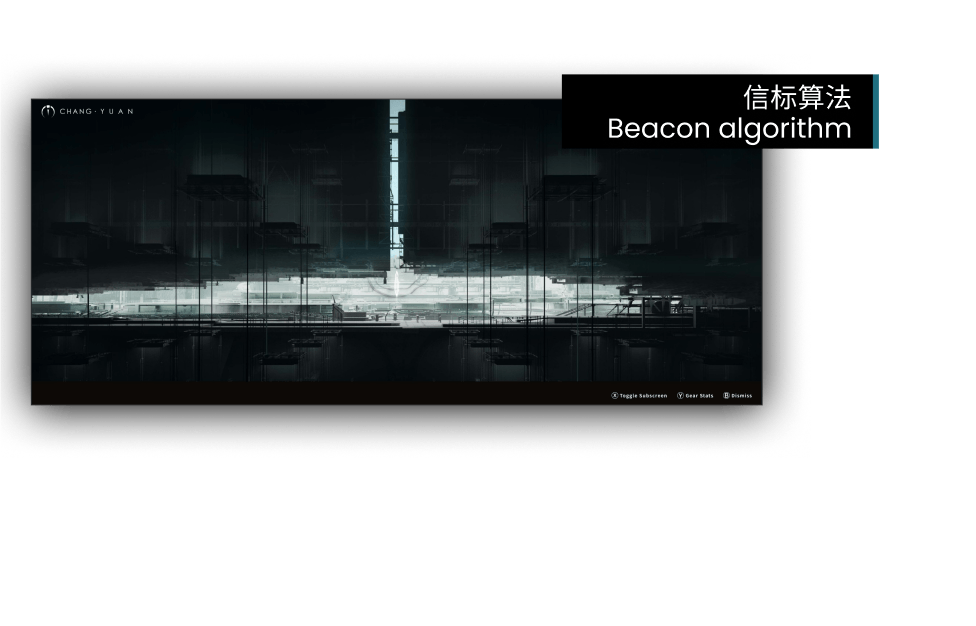 CHANG·YUAN
信标算法
Beacon algorithm
X Toggle Subscreen Y Gear Stats B Dismiss